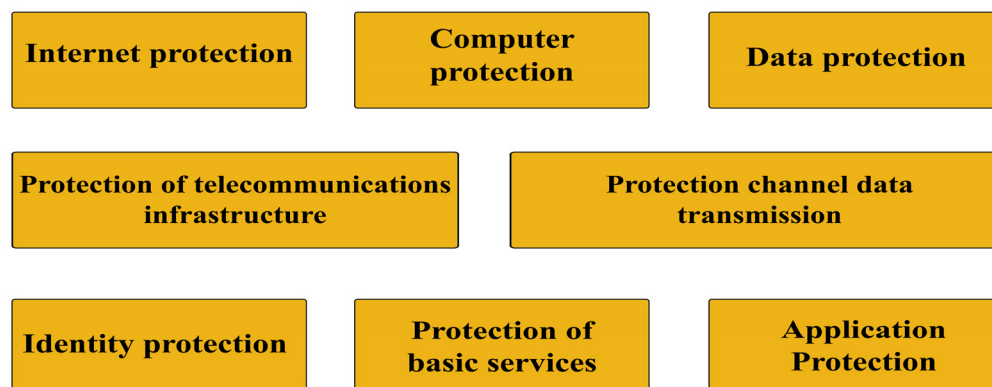 Internet protection
Computer
protection
Data protection
Protection of telecommunications
infrastructure
Protection channel data
transmission
Identity protection
Protection of
basic services
Application
Protection